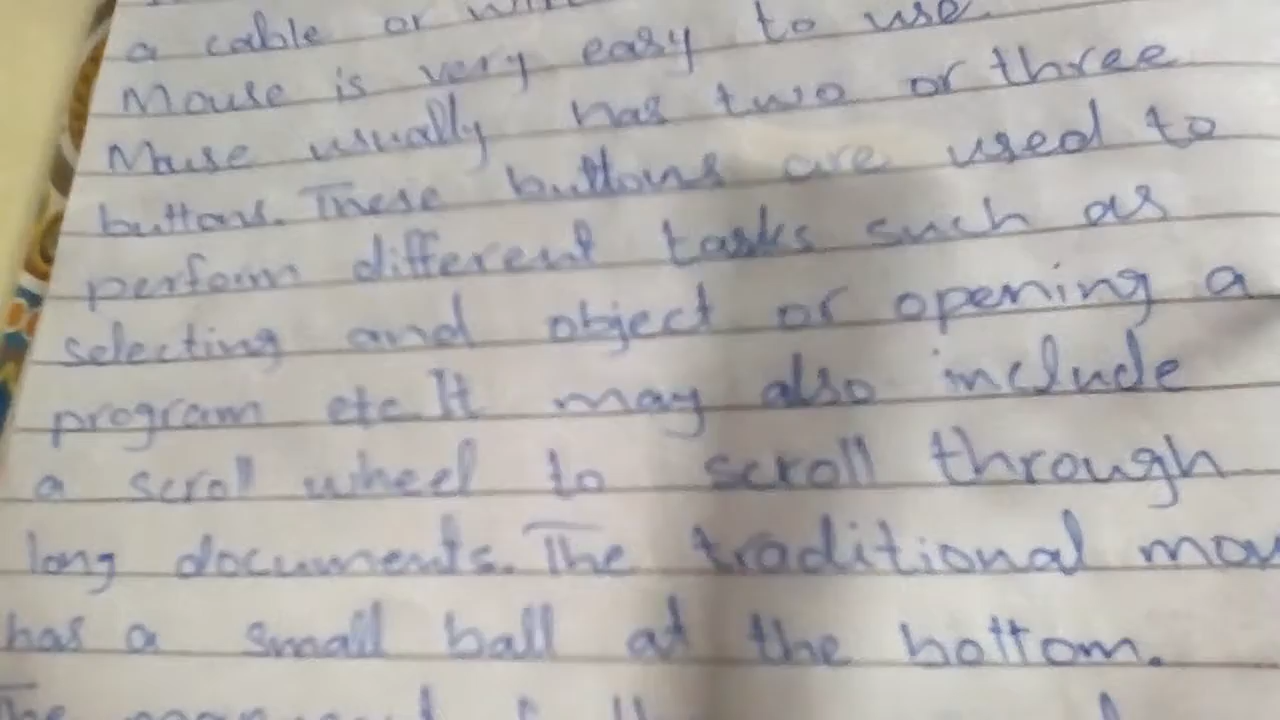 a cable or
Mouse is very easy to use.
Mouse usually has two or three
buttons. These buttons are used to
perform different tasks such as
selecting and object or opening a
program etc It may also include
a scroll wheel to scroll through
long documents. The traditional mou
has a small ball at the bottom.
The